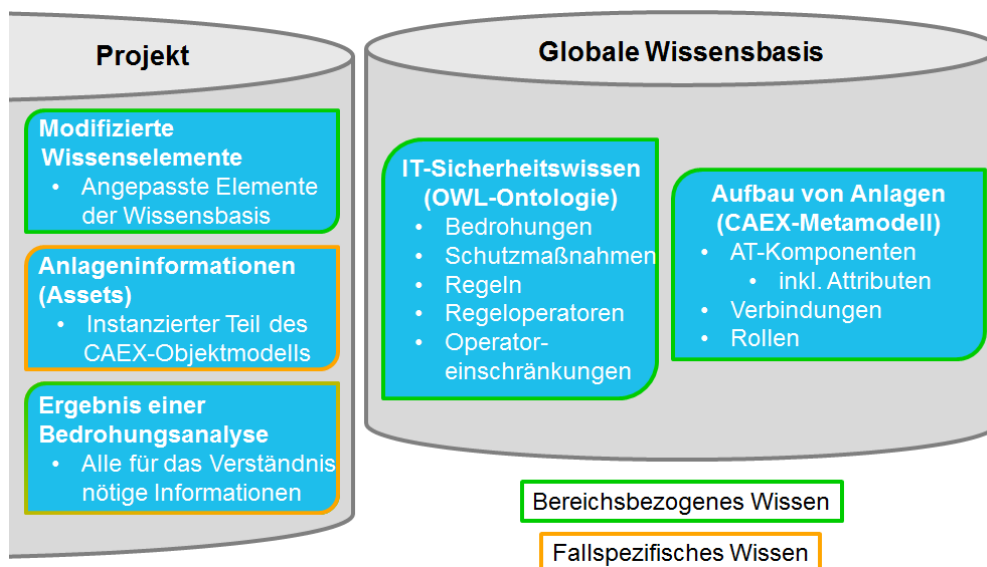 Projekt
Modifizierte
Wissenselemente
• Angepasste Elemente
der Wissensbasis
Anlageninformationen
(Assets)
• Instanzierter Teil des
CAEX-Objektmodells
Ergebnis einer
Bedrohungsanalyse
• Alle für das Verständnis
nötige Informationen
Globale Wissensbasis
IT-Sicherheitswissen
(OWL-Ontologie)
• Bedrohungen
• Schutzmaßnahmen
• Regeln
• Regeloperatoren
• Operator-
einschränkungen
Aufbau von Anlagen
(CAEX-Metamodell)
• AT-Komponenten
• inkl. Attributen
• Verbindungen
• Rollen
Bereichsbezogenes Wissen
Fallspezifisches Wissen